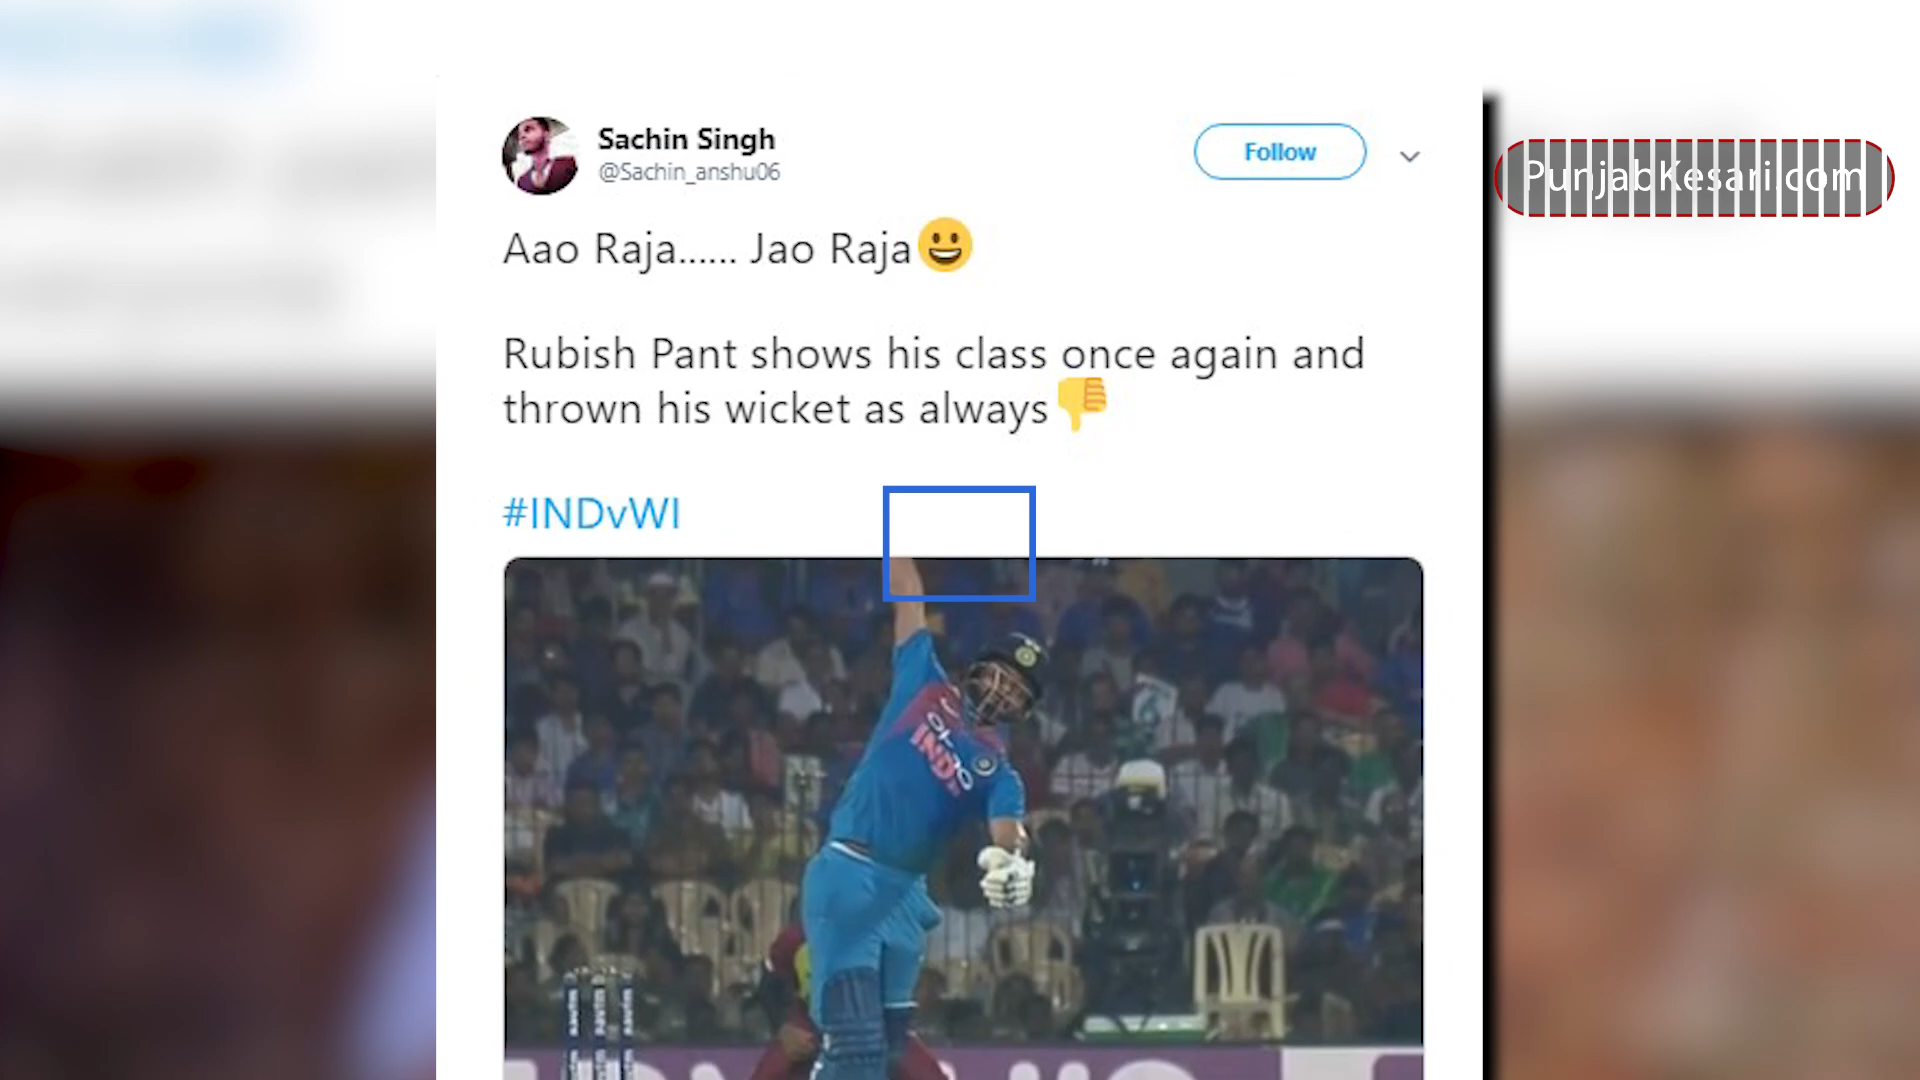 Sachin Singh
@Sachin_anshu06
Follow
PunjabKesari.com
Aao Raja...... Jao Raja
Rubish Pant shows his class once again and
thrown his wicket as always
#INDvWI